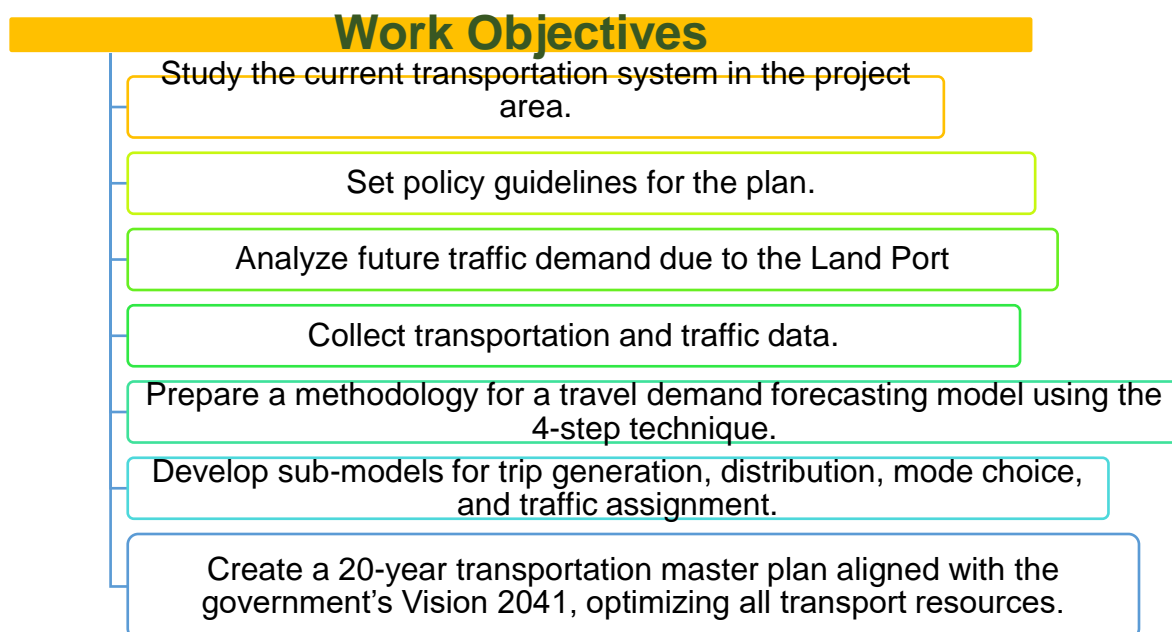 Work Objectives
Study the current transportation system in the project
area.
Set policy guidelines for the plan.
Analyze future traffic demand due to the Land Port
Collect transportation and traffic data.
Prepare a methodology for a travel demand forecasting model using the
4-step technique.
Develop sub-models for trip generation, distribution, mode choice,
and traffic assignment.
Create a 20-year transportation master plan aligned with the
government’s Vision 2041, optimizing all transport resources.